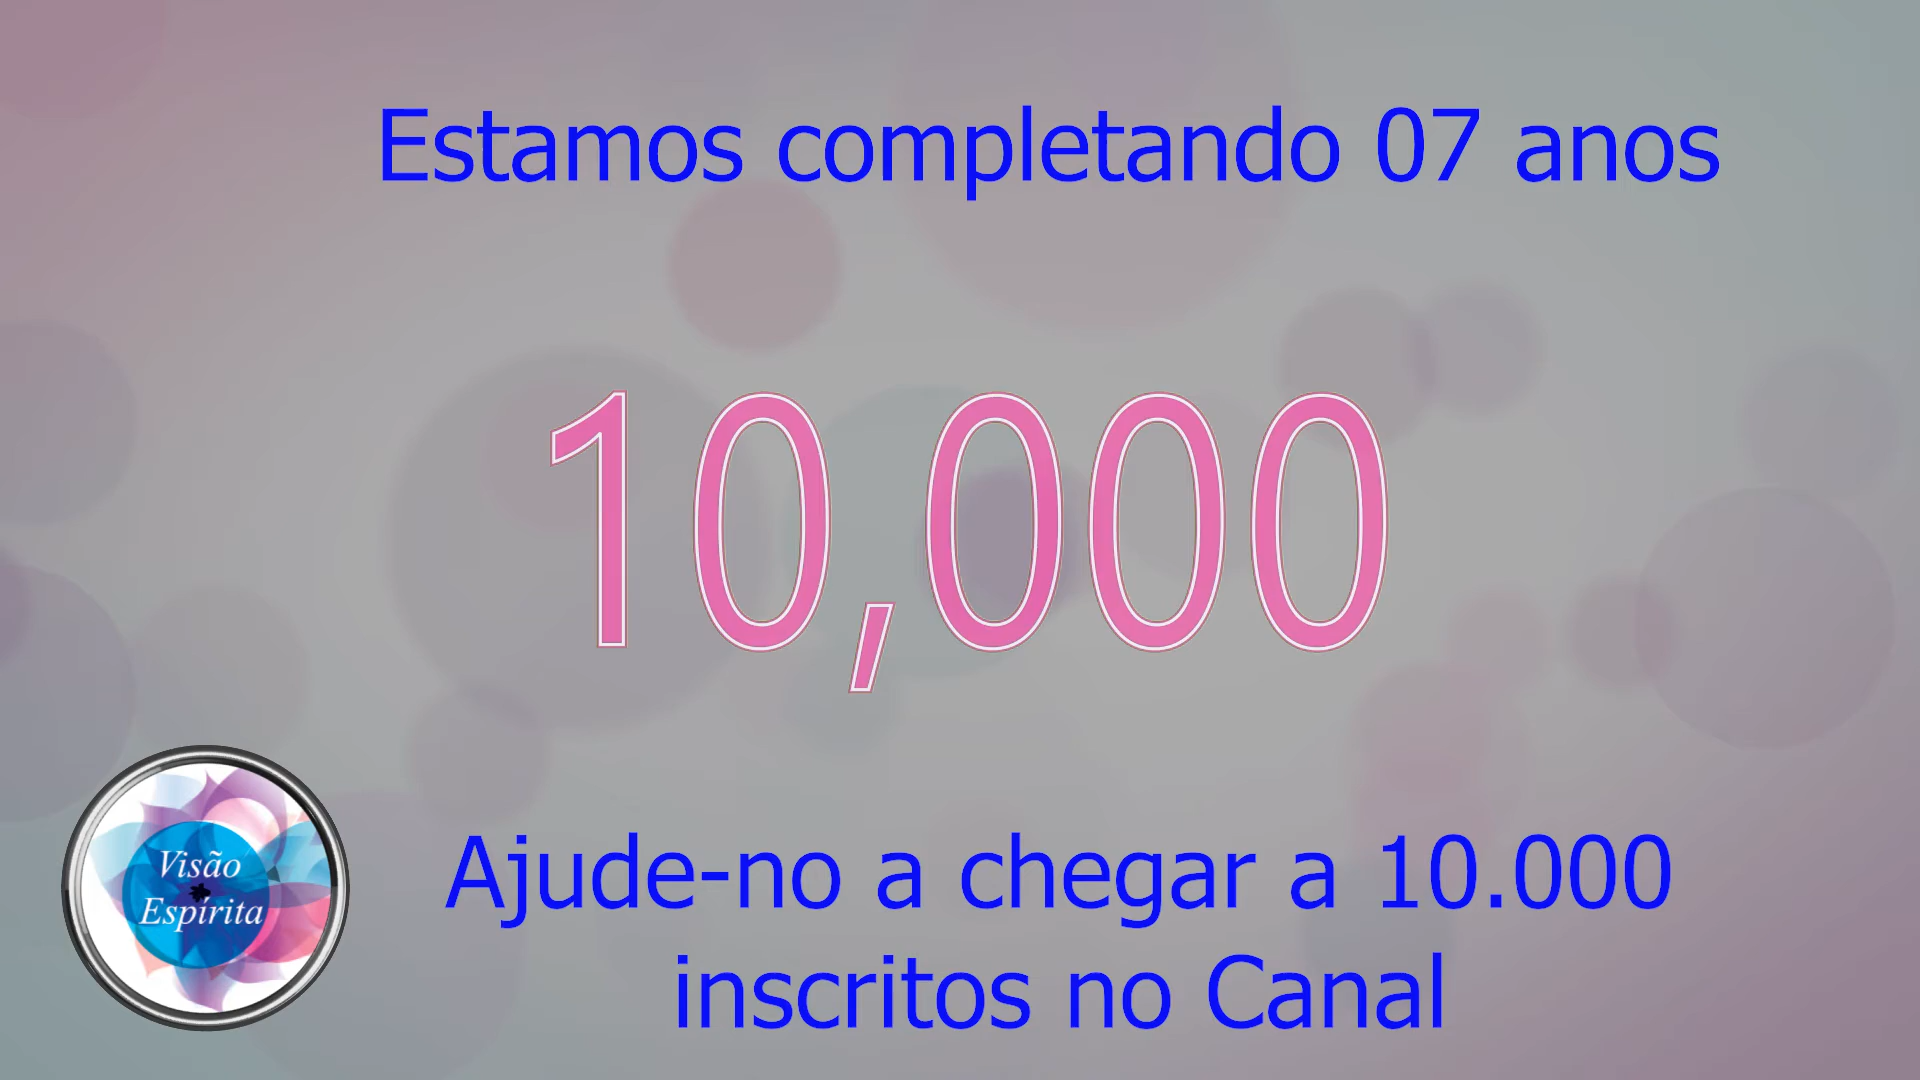 Estamos completando 07 anos
10,000
Ajude-no a chegar a 10.000
inscritos no Canal
Visão
Espírita